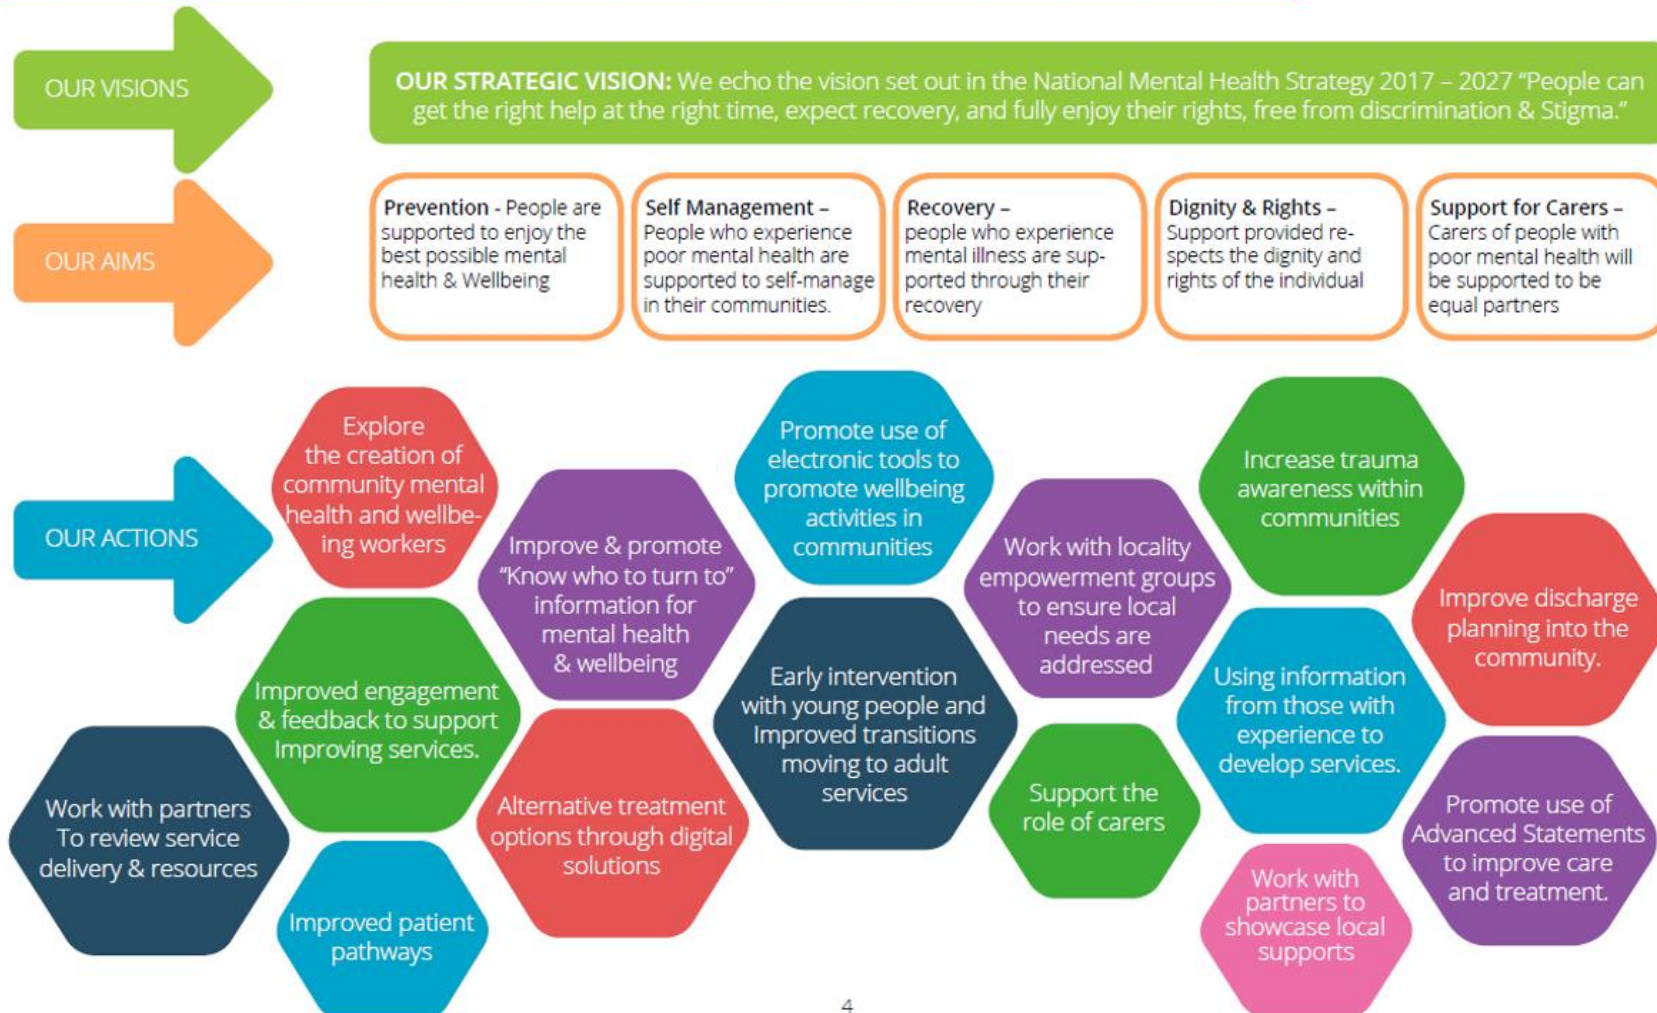 OUR VISIONS
OUR STRATEGIC VISION: We echo the vision set out in the National Mental Health Strategy 2017 – 2027 “People can
get the right help at the right time, expect recovery, and fully enjoy their rights, free from discrimination & Stigma.”
OUR AIMS
Prevention - People are
supported to enjoy the
best possible mental
health & Wellbeing
Self Management –
People who experience
poor mental health are
supported to self-manage
in their communities.
Recovery –
people who experience
mental illness are sup-
ported through their
recovery
Dignity & Rights –
Support provided re-
spects the dignity and
rights of the individual
Support for Carers –
Carers of people with
poor mental health will
be supported to be
equal partners
OUR ACTIONS
Explore
the creation of
community mental
health and wellbe-
ing workers
Improve & promote
“Know who to turn to”
information for
mental health
& wellbeing
Promote use of
electronic tools to
promote wellbeing
activities in
communities
Work with locality
empowerment groups
to ensure local
needs are
addressed
Increase trauma
awareness within
communities
Improve discharge
planning into the
community.
Improved engagement
& feedback to support
Improving services.
Early intervention
with young people and
Improved transitions
moving to adult
services
Using information
from those with
experience to
develop services.
Work with partners
To review service
delivery & resources
Alternative treatment
options through digital
solutions
Support the
role of carers
Promote use of
Advanced Statements
to improve care
and treatment.
Improved patient
pathways
Work with
partners to
showcase local
supports
4